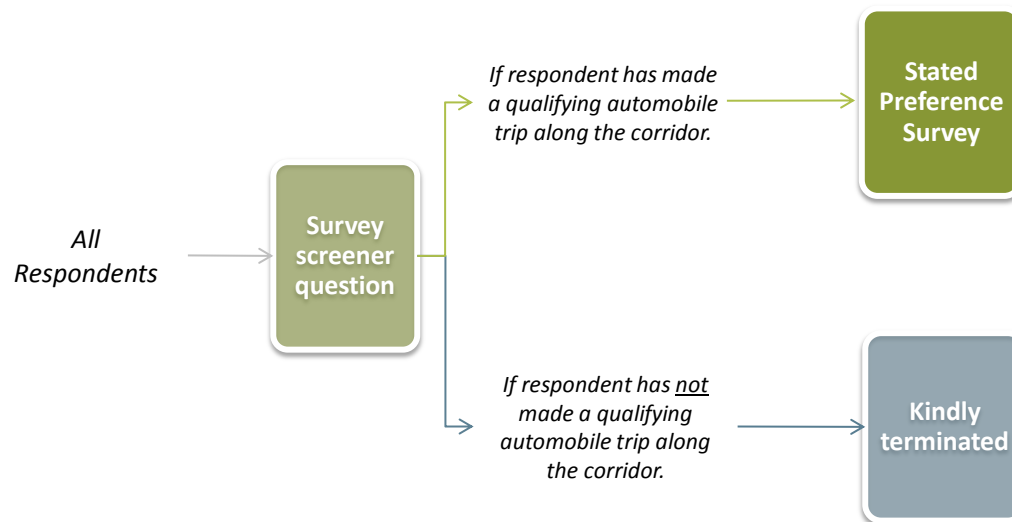 All
Respondents
Survey
screener
question
If respondent has made
a qualifying automobile
trip along the corridor.
Stated
Preference
Survey
If respondent has not
made a qualifying
automobile trip along
the corridor.
Kindly
terminated